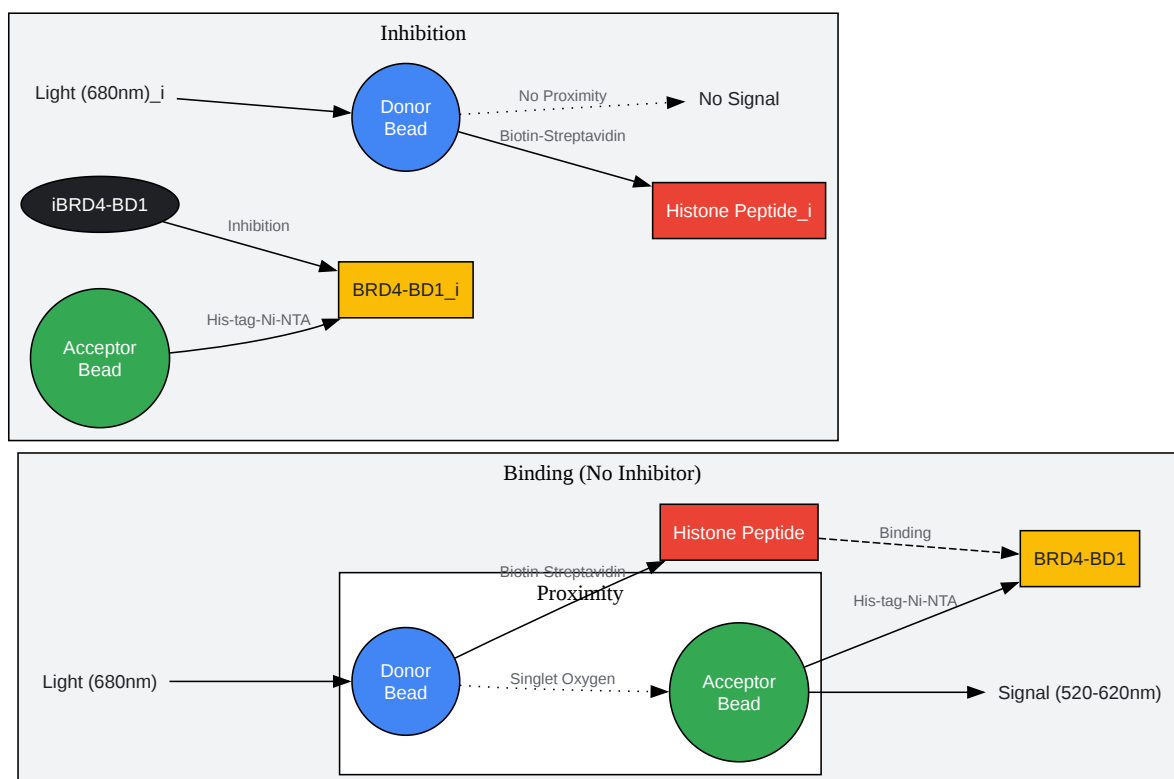 Inhibition
Light (680nm)_i
Donor
Bead
No Proximity
No Signal
Biotin-Streptavidin
Histone Peptide_i
iBRD4-BD1
Inhibition
BRD4-BD1_i
His-tag-Ni-NTA
Acceptor
Bead
Binding (No Inhibitor)
Histone Peptide
Binding
BRD4-BD1
Biotin-Streptavidin
Proximity
His-tag-Ni-NTA
Light (680nm)
Donor
Bead
Singlet Oxygen
Acceptor
Bead
Signal (520-620nm)